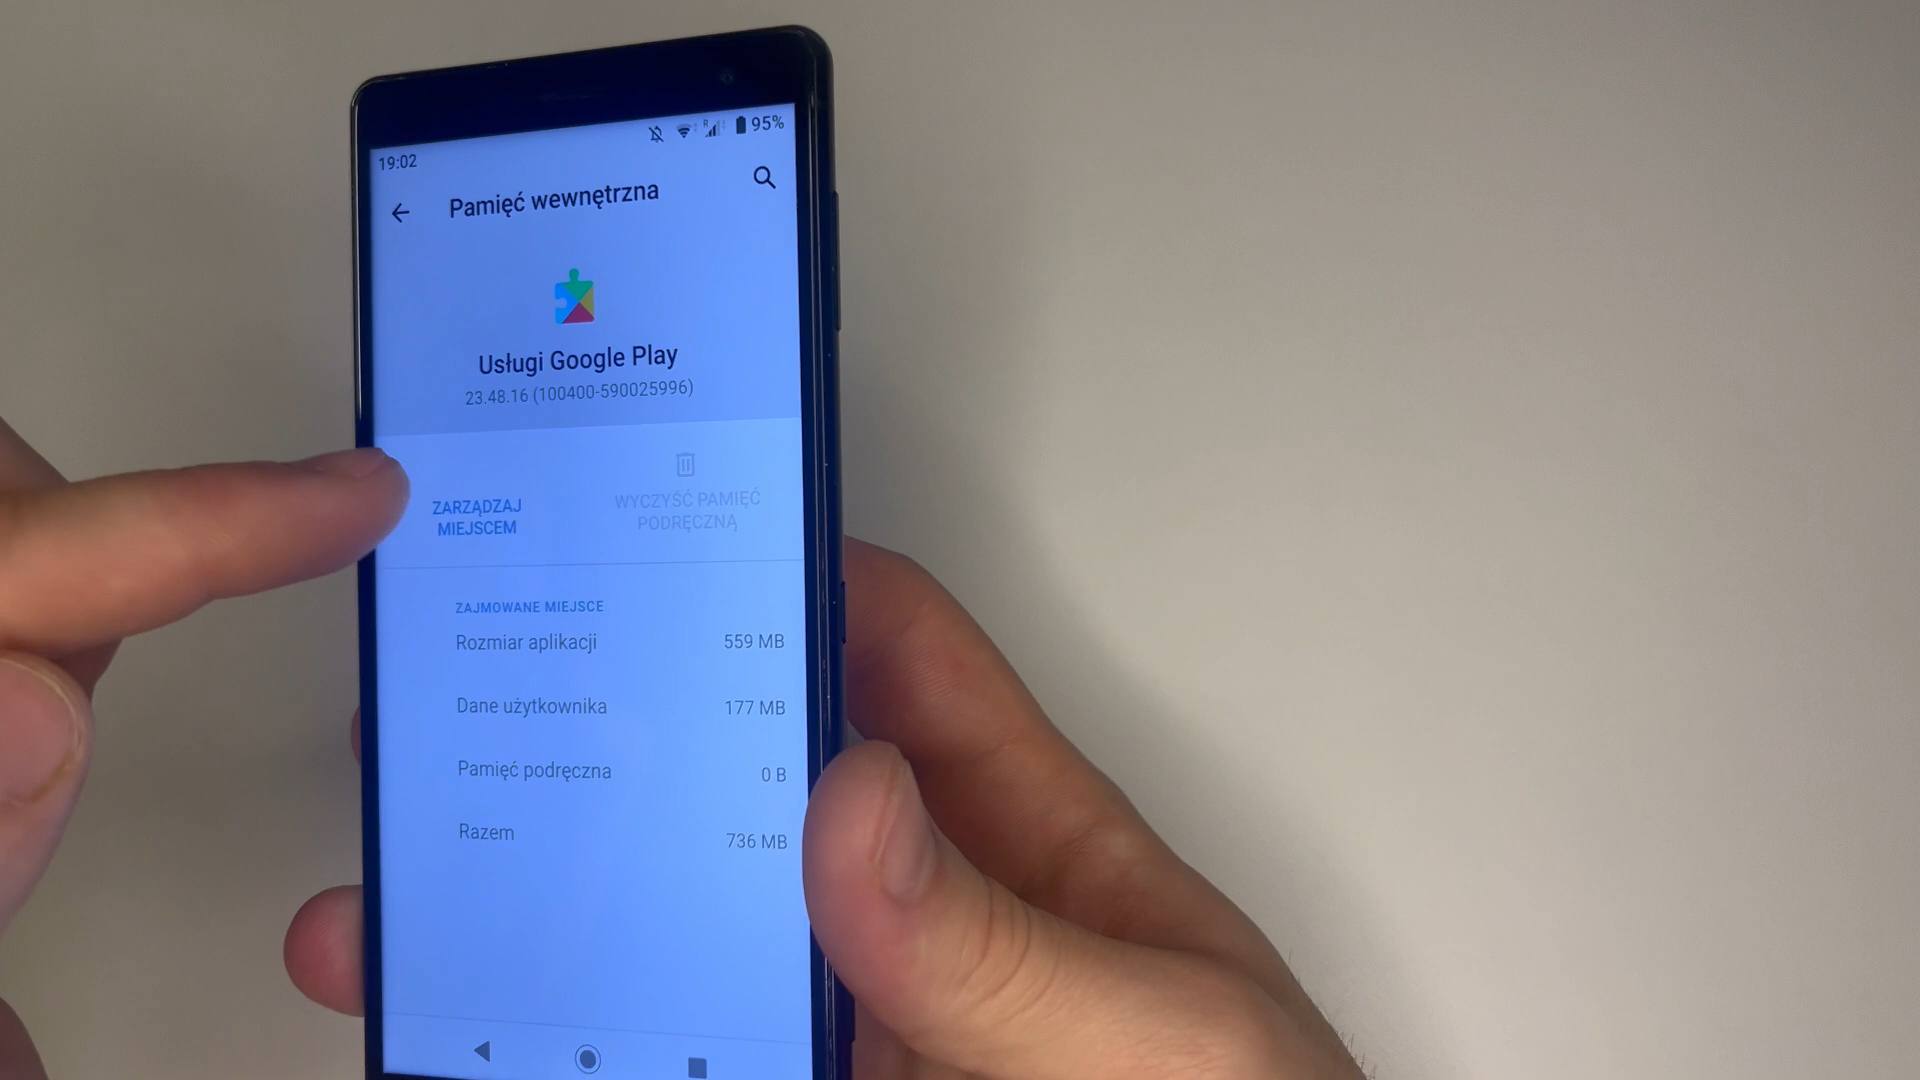 19:02
R
95%
Pamięć wewnętrzna
Usługi Google Play
23.48.16 (100400-590025996)
ZARZĄDZAJ
MIEJSCEM
WYCZYŚĆ PAMIĘĆ
PODRĘCZNĄ
ZAJMOWANE MIEJSCE
Rozmiar aplikacji 559 MB
Dane użytkownika 177 MB
Pamięć podręczna 0 B
Razem 736 MB